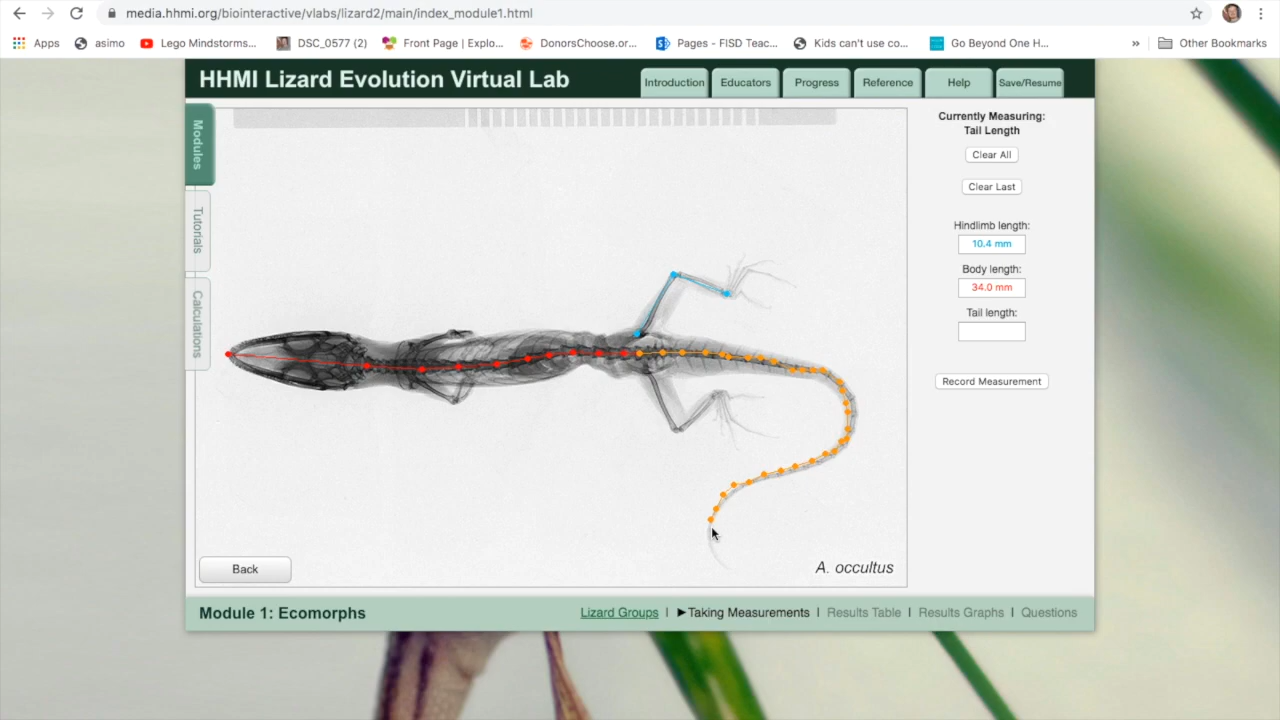 media.hhmi.org/biointeractive/vlabs/lizard2/main/index_module1.html
Apps asimo Lego Mindstorms... DSC_0577 (2) Front Page | Explo... DonorsChoose.or... Pages - FISD Teac... Kids can't use co... Go Beyond One H... » Other Bookmarks
HHMI Lizard Evolution Virtual Lab
Introduction Educators Progress Reference Help Save/Resume
Modules
Tutorials
Calculations
Currently Measuring:
Tail Length
Clear All
Clear Last
Hindlimb length:
10.4 mm
Body length:
34.0 mm
Tail length:
Record Measurement
Back
A. occultus
Module 1: Ecomorphs
Lizard Groups | ▶Taking Measurements | Results Table | Results Graphs | Questions